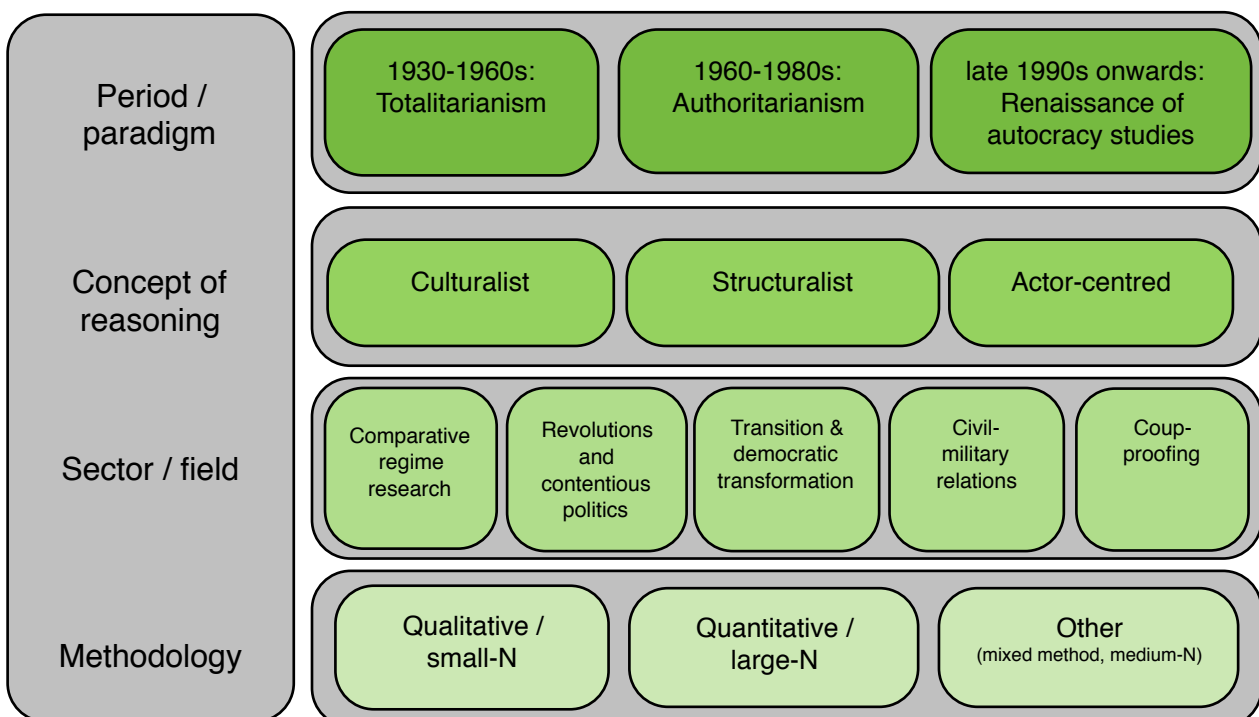 Period /
paradigm
1930-1960s:
Totalitarianism
1960-1980s:
Authoritarianism
late 1990s onwards:
Renaissance of
autocracy studies
Concept of
reasoning
Culturalist
Structuralist
Actor-centred
Sector / field
Comparative
regime
research
Revolutions
and
contentious
politics
Transition &
democratic
transformation
Civil-
military
relations
Coup-
proofing
Methodology
Qualitative /
small-N
Quantitative /
large-N
Other
(mixed method, medium-N)